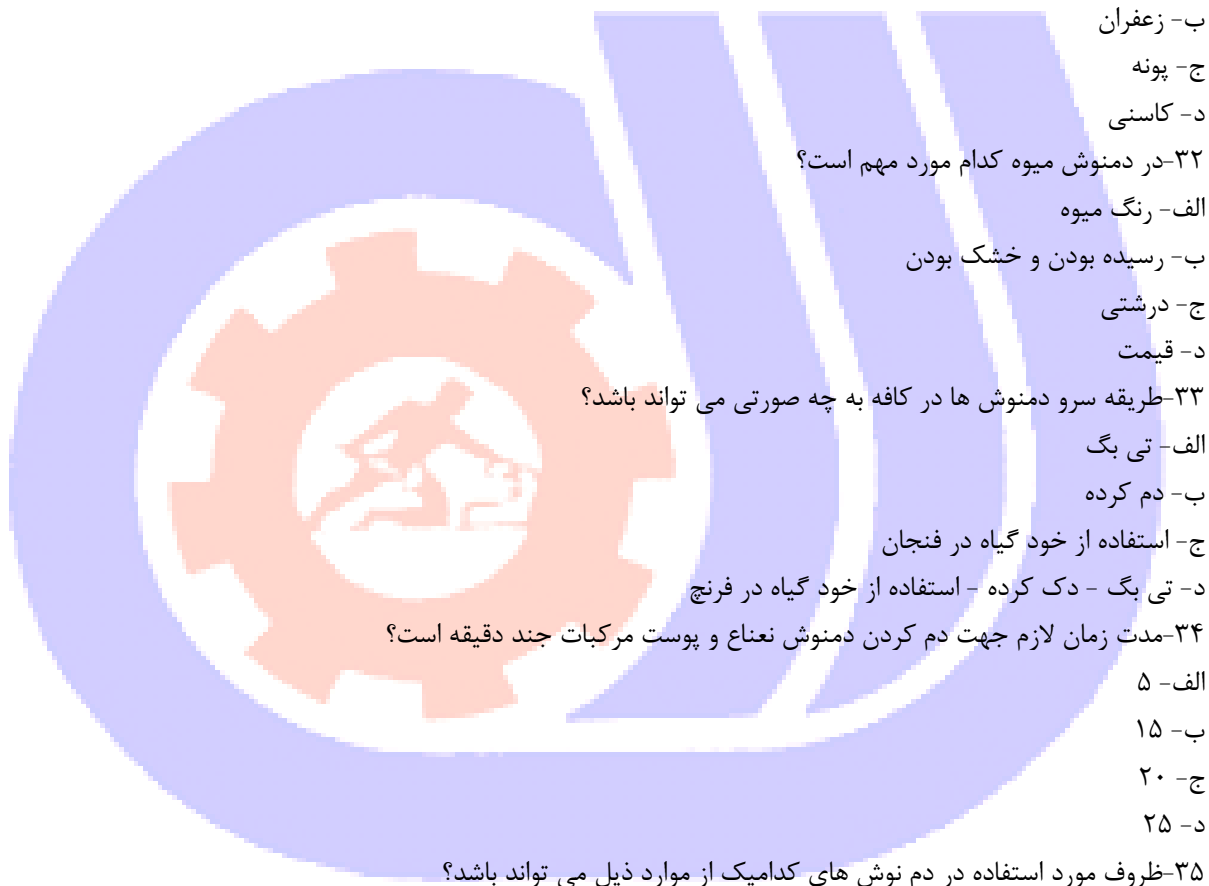 ب- زعفران
ج- پونه
د- کاسنی
۳۲-در دمنوش میوه کدام مورد مهم است؟
الف- رنگ میوه
ب- رسیده بودن و خشک بودن
ج- درشتی
د- قیمت
۳۳-طریقه سرو دمنوش ها در کافه به چه صورتی می تواند باشد؟
الف- تی بگ
ب- دم کرده
ج- استفاده از خود گیاه در فنجان
د- تی بگ - دک کرده - استفاده از خود گیاه در فرنچ
۳۴-مدت زمان لازم جهت دم کردن دمنوش نعناع و پوست مرکبات جند دقیقه است؟
الف- ۵
ب- ۱۵
ج- ۲۰
د- ۲۵
۳۵-ظروف مورد استفاده در دم نوش های کدامیک از موارد ذیل می تواند باشد؟